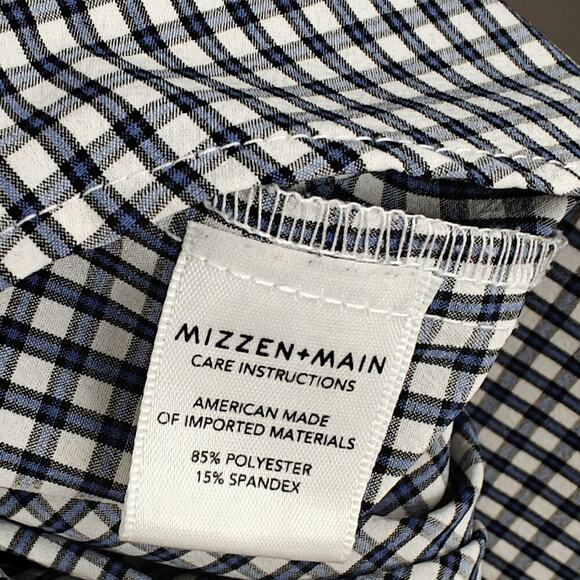 MIZZEN+MAIN
CARE INSTRUCTIONS
AMERICAN MADE
OF IMPORTED MATERIALS
85% POLYESTER
15% SPANDEX